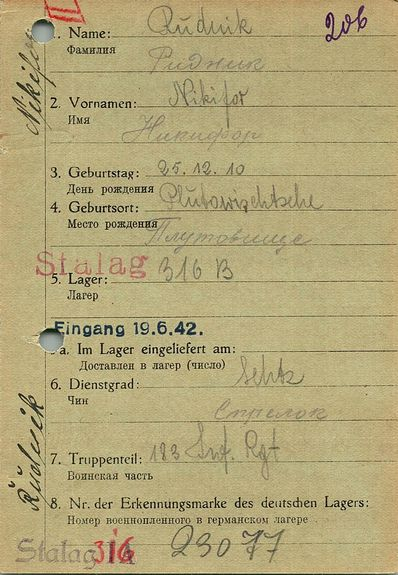 206
1. Name: Rudnik
Фамилия Рудник
2. Vornamen: Nikifor
Имя Никифор
3. Geburtstag: 25.12.10
День рождения
4. Geburtsort: Plutowischtsche
Место рождения Плутовище
Stalag 316 B
5. Lager:
Лагер
Eingang 19.6.42.
a. Im Lager eingeliefert am:
Доставлен в лагер (число)
6. Dienstgrad: Schtz
Чин Стрелок
7. Truppenteil: 183 Inf. Rgt
Воинская часть
8. Nr. der Erkennungsmarke des deutschen Lagers:
Номер военнопленного в германском лагере
Stalag 316 23077
Nikifor
Rudnik